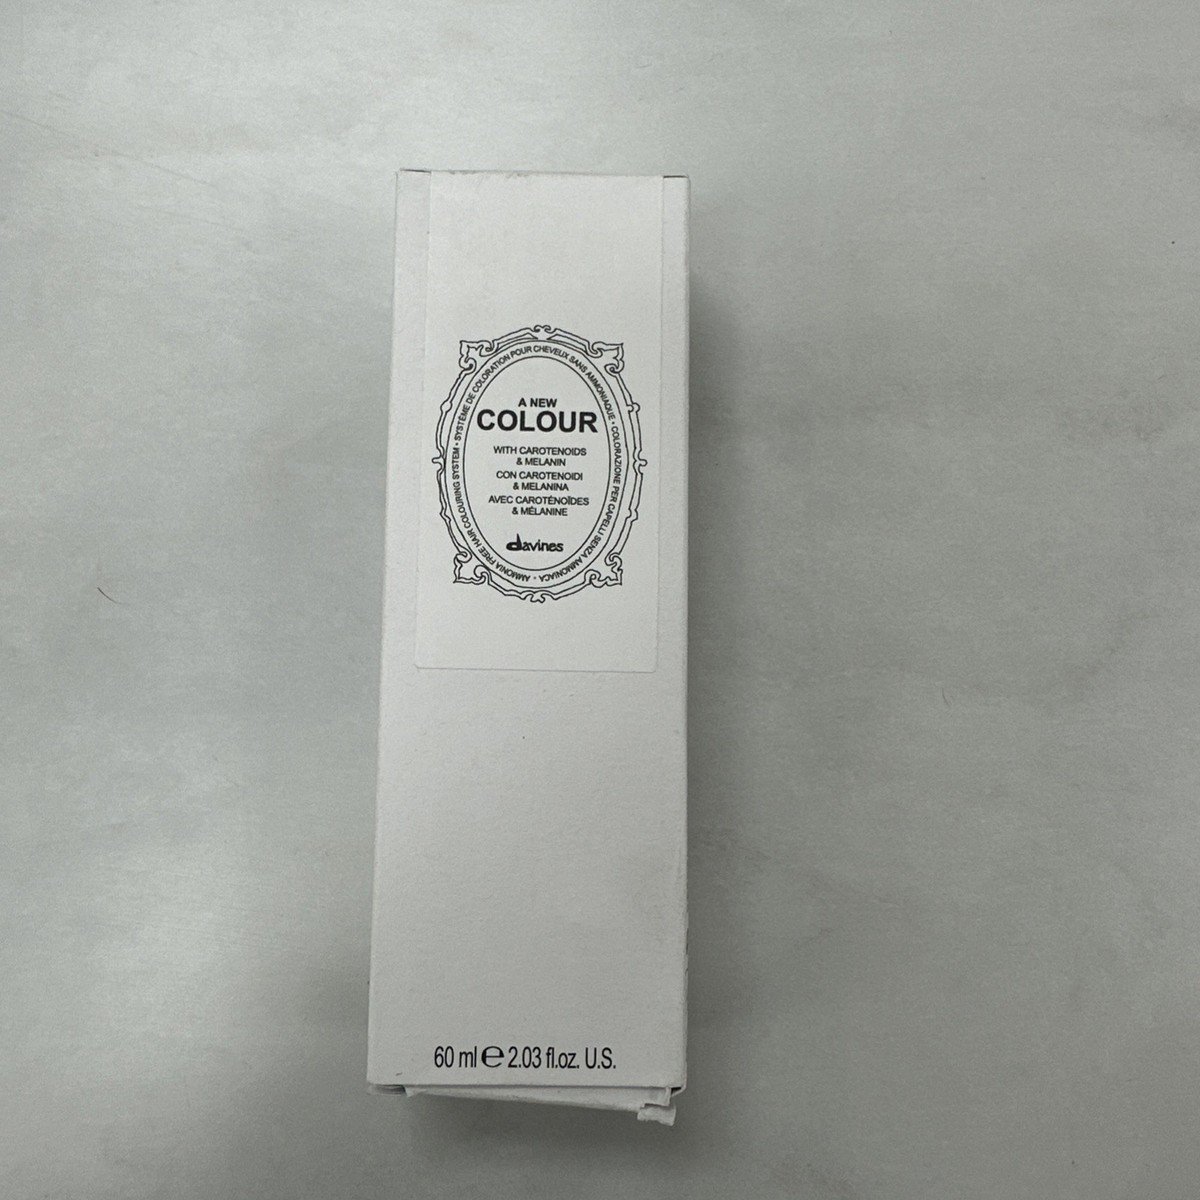 SYSTÈME DE COLORATION POUR CHEVEUX SANS AMMONIAQUE • COLORAZIONE PER CAPELLI SENZA AMMONIACA • AMMONIA FREE HAIR COLOURING SYSTEM •
A NEW
COLOUR
WITH CAROTENOIDS
& MELANIN
CON CAROTENOIDI
& MELANINA
AVEC CAROTÉNOÏDES
& MÉLANINE
davines
60 ml ℮ 2.03 fl.oz. U.S.